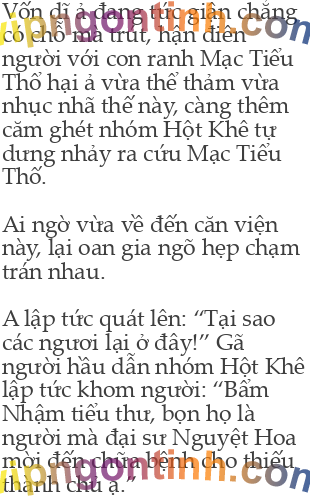 Vốn dĩ ả đang tức giận chẳng
có chỗ mà trút, hận điên
người với con ranh Mạc Tiểu
Thổ hại ả vừa thể thảm vừa
nhục nhã thế này, càng thêm
căm ghét nhóm Hột Khê tự
dưng nhảy ra cứu Mạc Tiểu
Thố.
Ai ngờ vừa về đến căn viện
này, lại oan gia ngõ hẹp chạm
trán nhau.
A lập tức quát lên: “Tại sao
các ngươi lại ở đây!” Gã
người hầu dẫn nhóm Hột Khê
lập tức khom người: “Bẩm
Nhậm tiểu thư, bọn họ là
người mà đại sư Nguyệt Hoa
mời đến chữa bệnh cho thiếu
thành chủ ạ.”
vipngontinh.com
vipngontinh.com